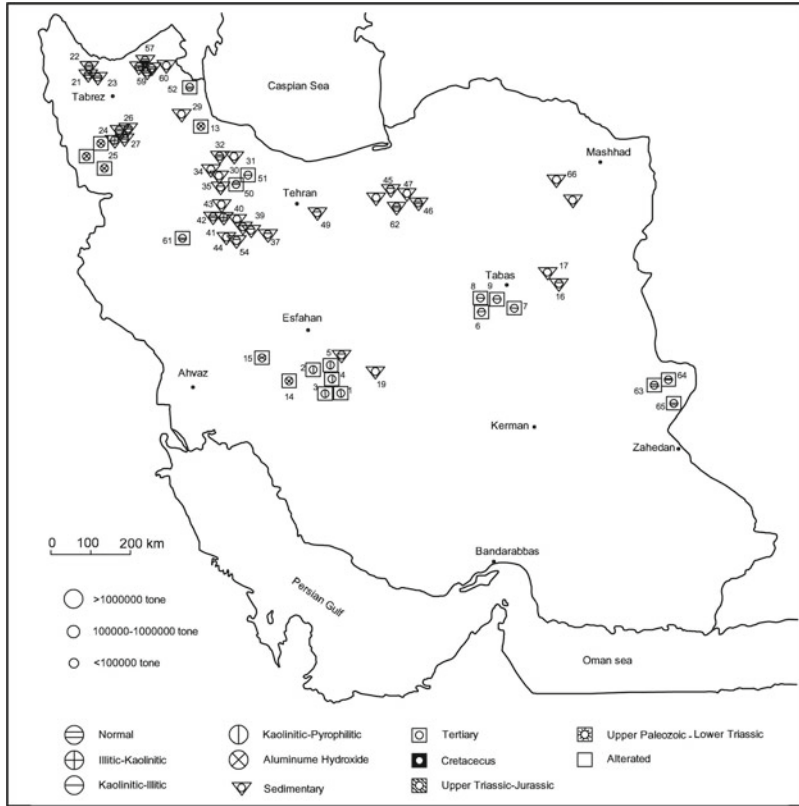 57
22
60
21
23
59
52
Caspian Sea
Tabrez
29
13
24
26
27
25
Mashhad
32
31
34
30
51
66
35
50
45
47
43
Tehran
46
42
40
39
49
62
41
37
61
44
54
17
Tabas
16
8
9
7
6
Esfahan
15
5
2
4
Ahvaz
14
3
1
19
64
63
65
Kerman
Zahedan
0 100 200 km
Bandarabbas
Persian Gulf
>1000000 tone
100000-1000000 tone
<100000 tone
Oman sea
Normal
Kaolinitic-Pyrophilitic
Tertiary
Upper Paleozoic - Lower Triassic
Illitic-Kaolinitic
Aluminume Hydroxide
Cretacecus
Alterated
Kaolinitic-Illitic
Sedimentary
Upper Triassic-Jurassic